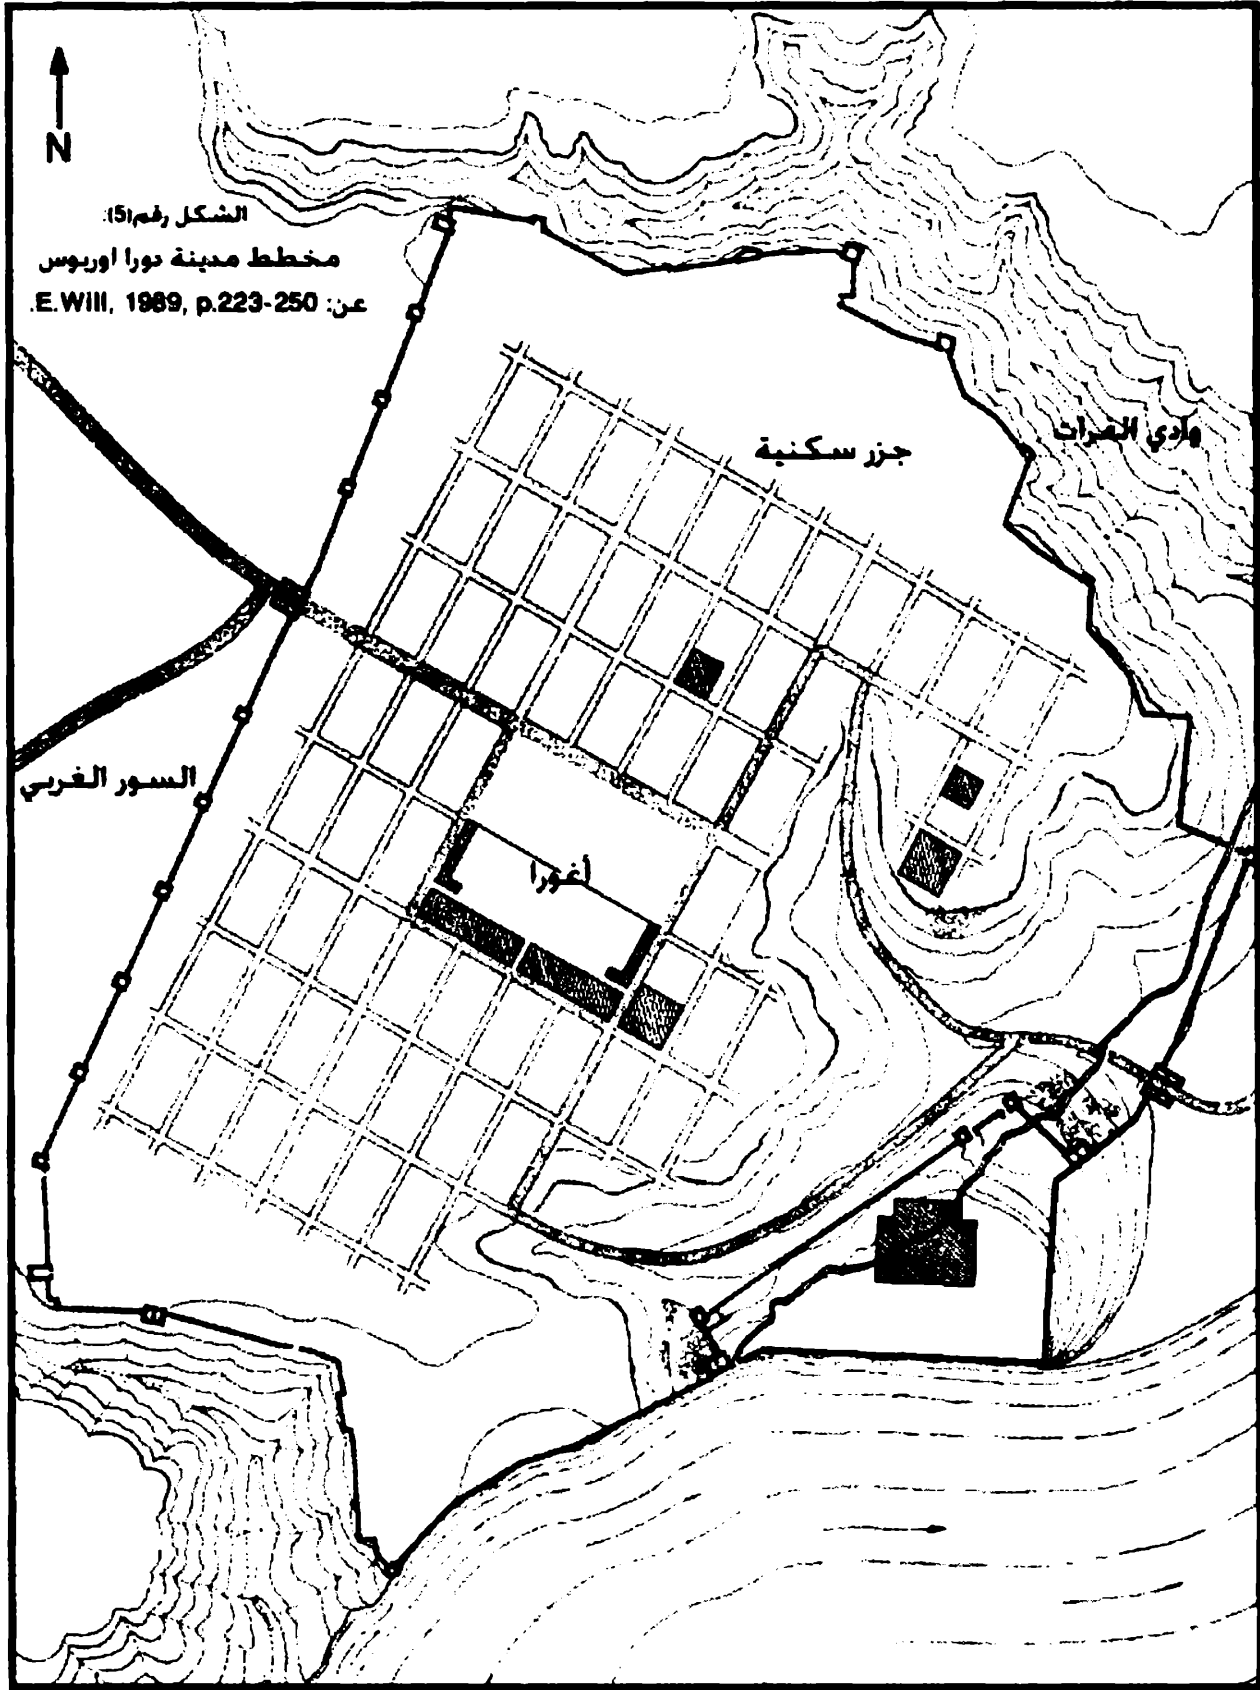 N
الشكل رقم(5):
مخطط مدينة دورا اوربوس
عن: E.Will, 1989, p.223-250.
جزر سكنية
وادي الفرات
السور الغربي
أغورا